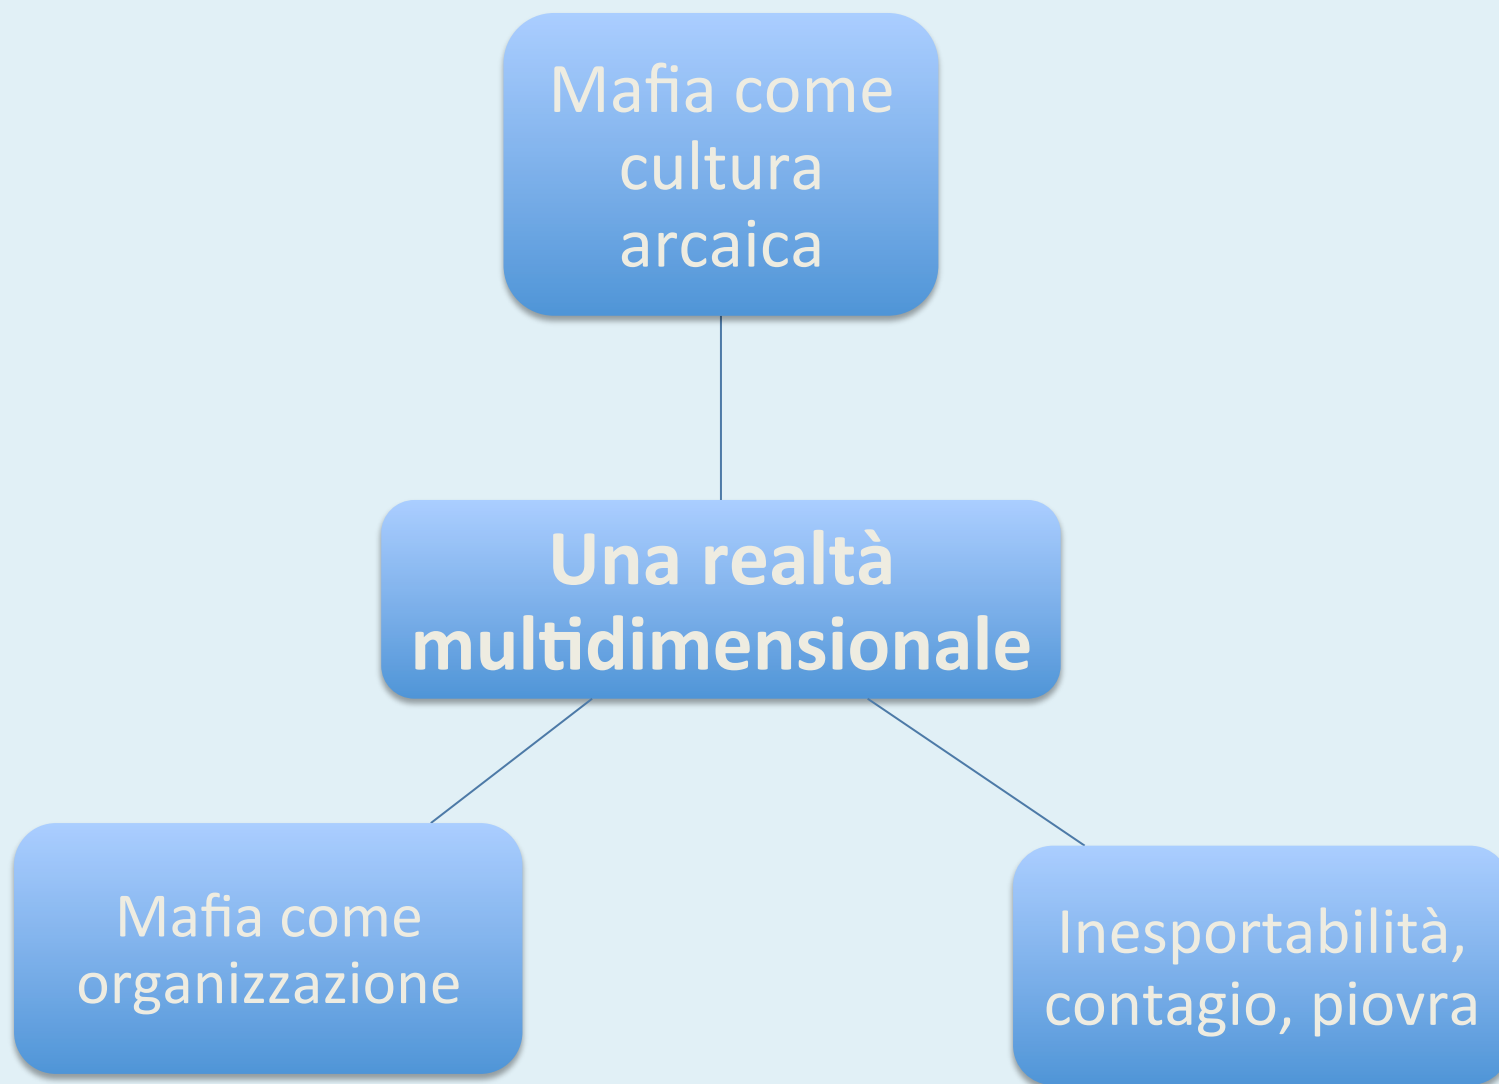 Mafia come
cultura
arcaica
Una realtà
multidimensionale
Mafia come
organizzazione
Inesportabilità,
contagio, piovra